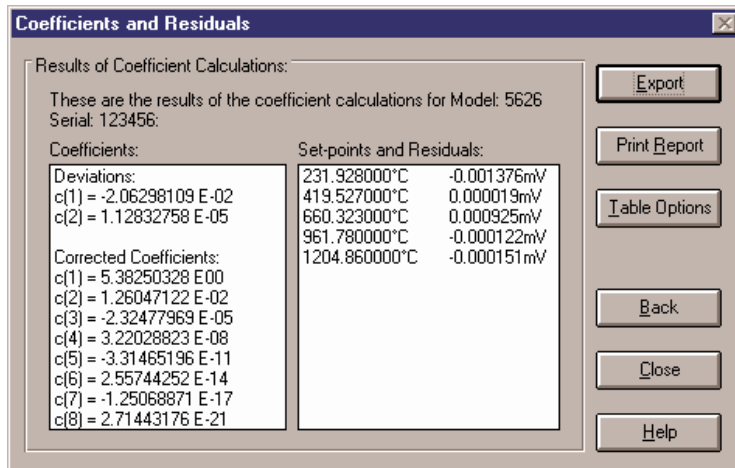 Coefficients and Residuals
Results of Coefficient Calculations:
These are the results of the coefficient calculations for Model: 5626
Serial: 123456:
Coefficients:
Deviations:
c(1) = -2.06298109 E-02
c(2) = 1.12832758 E-05
Corrected Coefficients:
c(1) = 5.38250328 E00
c(2) = 1.26047122 E-02
c(3) = -2.32477969 E-05
c(4) = 3.22028823 E-08
c(5) = -3.31465196 E-11
c(6) = 2.55744252 E-14
c(7) = -1.25068871 E-17
c(8) = 2.71443176 E-21
Set-points and Residuals:
231.928000°C -0.001376mV
419.527000°C 0.000019mV
660.323000°C 0.000925mV
961.780000°C -0.000122mV
1204.860000°C -0.000151mV
Export
Print Report
Table Options
Back
Close
Help